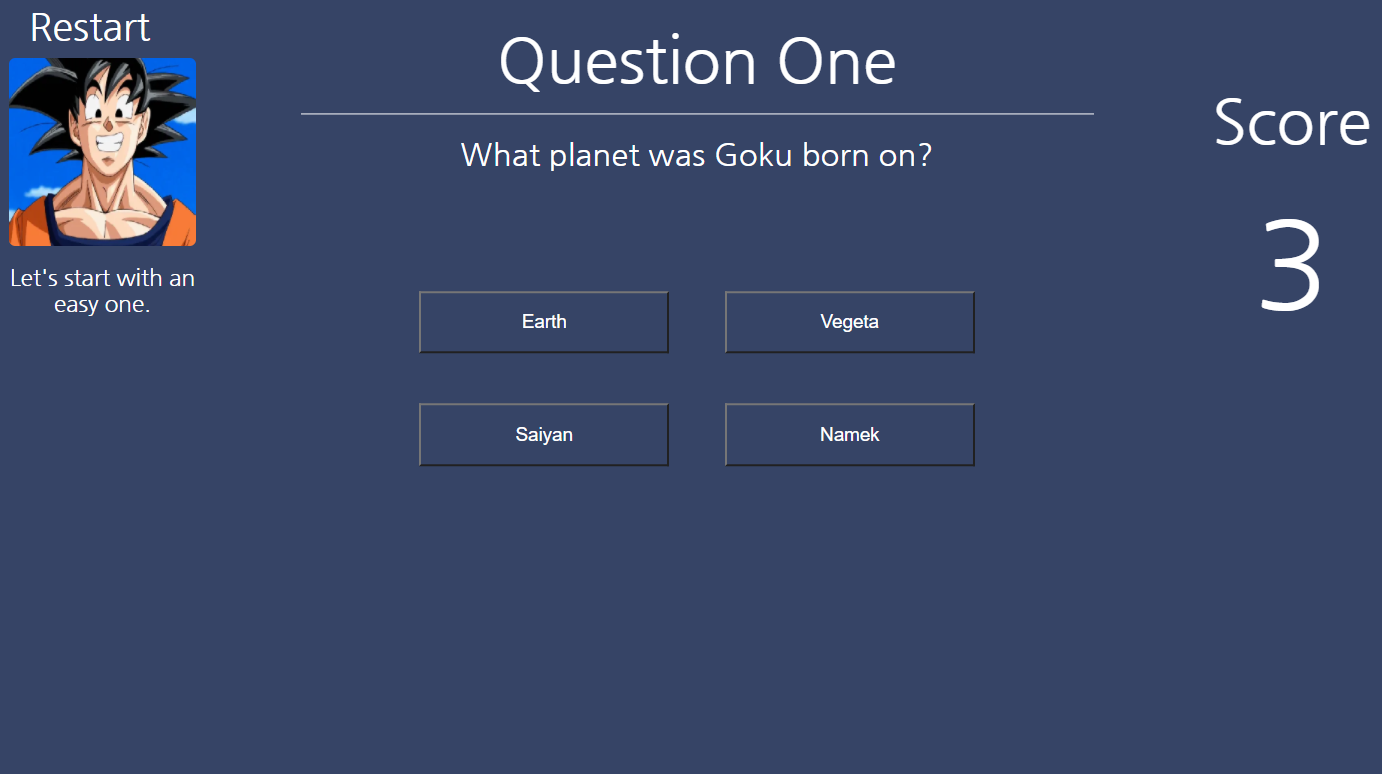 Restart
Let's start with an
easy one.
Question One
What planet was Goku born on?
Earth
Vegeta
Saiyan
Namek
Score
3